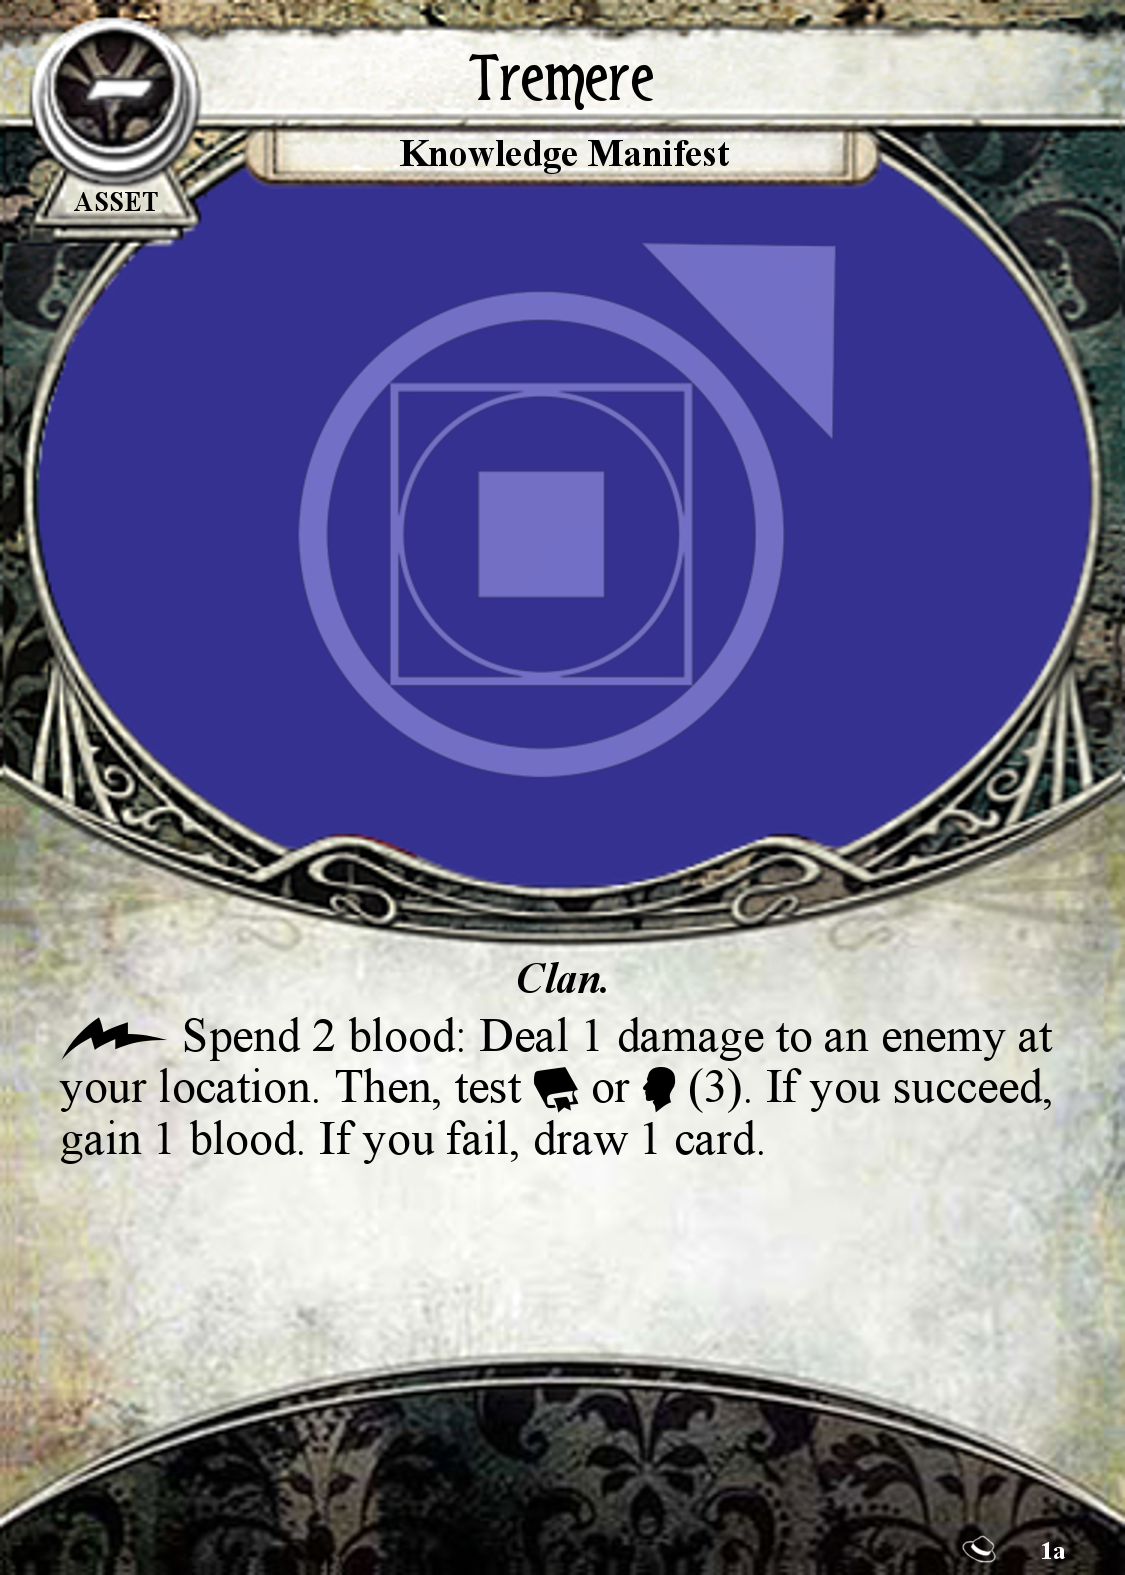 Tremere
Knowledge Manifest
ASSET
Clan.
Spend 2 blood: Deal 1 damage to an enemy at
your location. Then, test or (3). If you succeed,
gain 1 blood. If you fail, draw 1 card.
1a